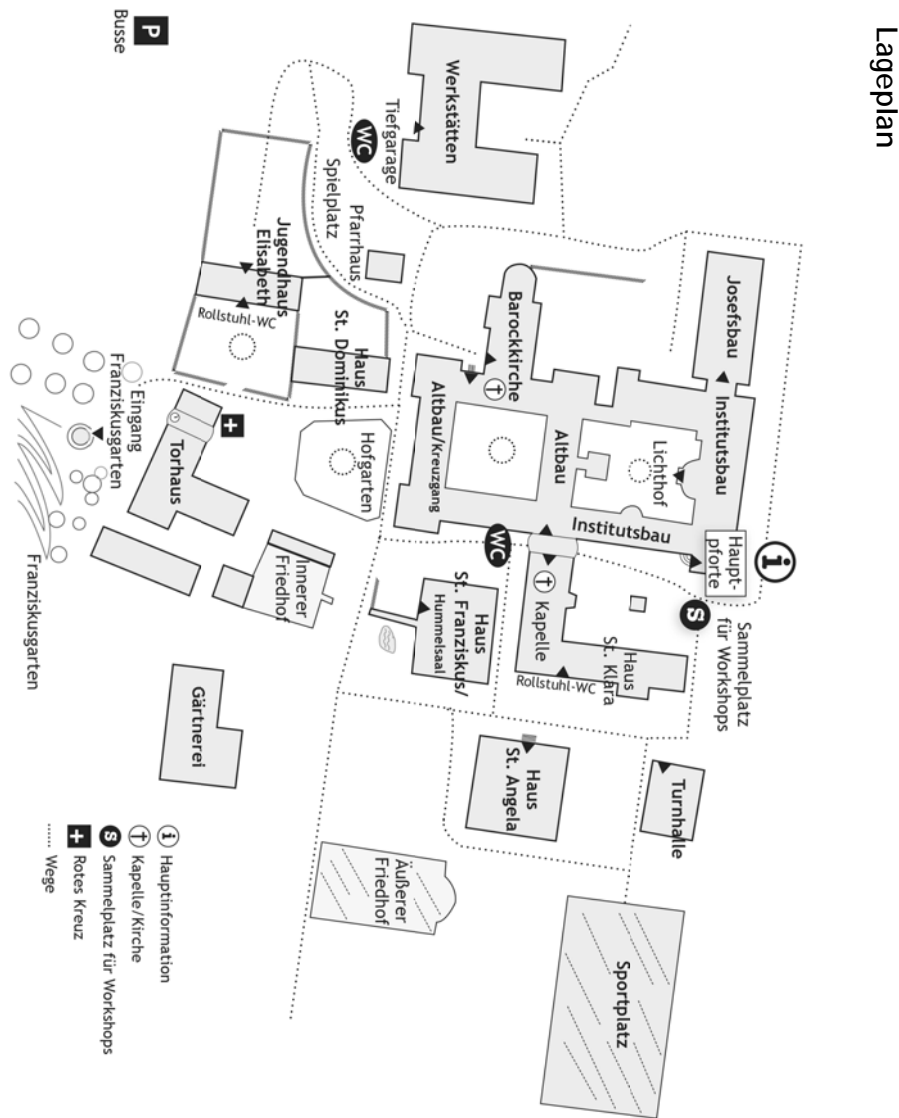 Lageplan
P
Busse
Werkstätten
Tiefgarage
WC
Spielplatz
Pfarrhaus
Jugendhaus
Elisabeth
Rollstuhl-WC
Haus
St. Dominikus
Eingang
Franziskusgarten
Franziskusgarten
Torhaus
+
Hofgarten
Innerer
Friedhof
Gärtnerei
Josefsbau
Institutsbau
Barockkirche
Altbau/Kreuzgang
Altbau
Lichthof
Institutsbau
Haupt-
pforte
i
S
Sammelplatz
für Workshops
WC
Kapelle
Haus
St. Klara
Rollstuhl-WC
Haus
St. Franziskus/
Hummelsaal
Haus
St. Angela
Turnhalle
Äußerer
Friedhof
Sportplatz
i Hauptinformation
† Kapelle/Kirche
S Sammelplatz für Workshops
+ Rotes Kreuz
...... Wege